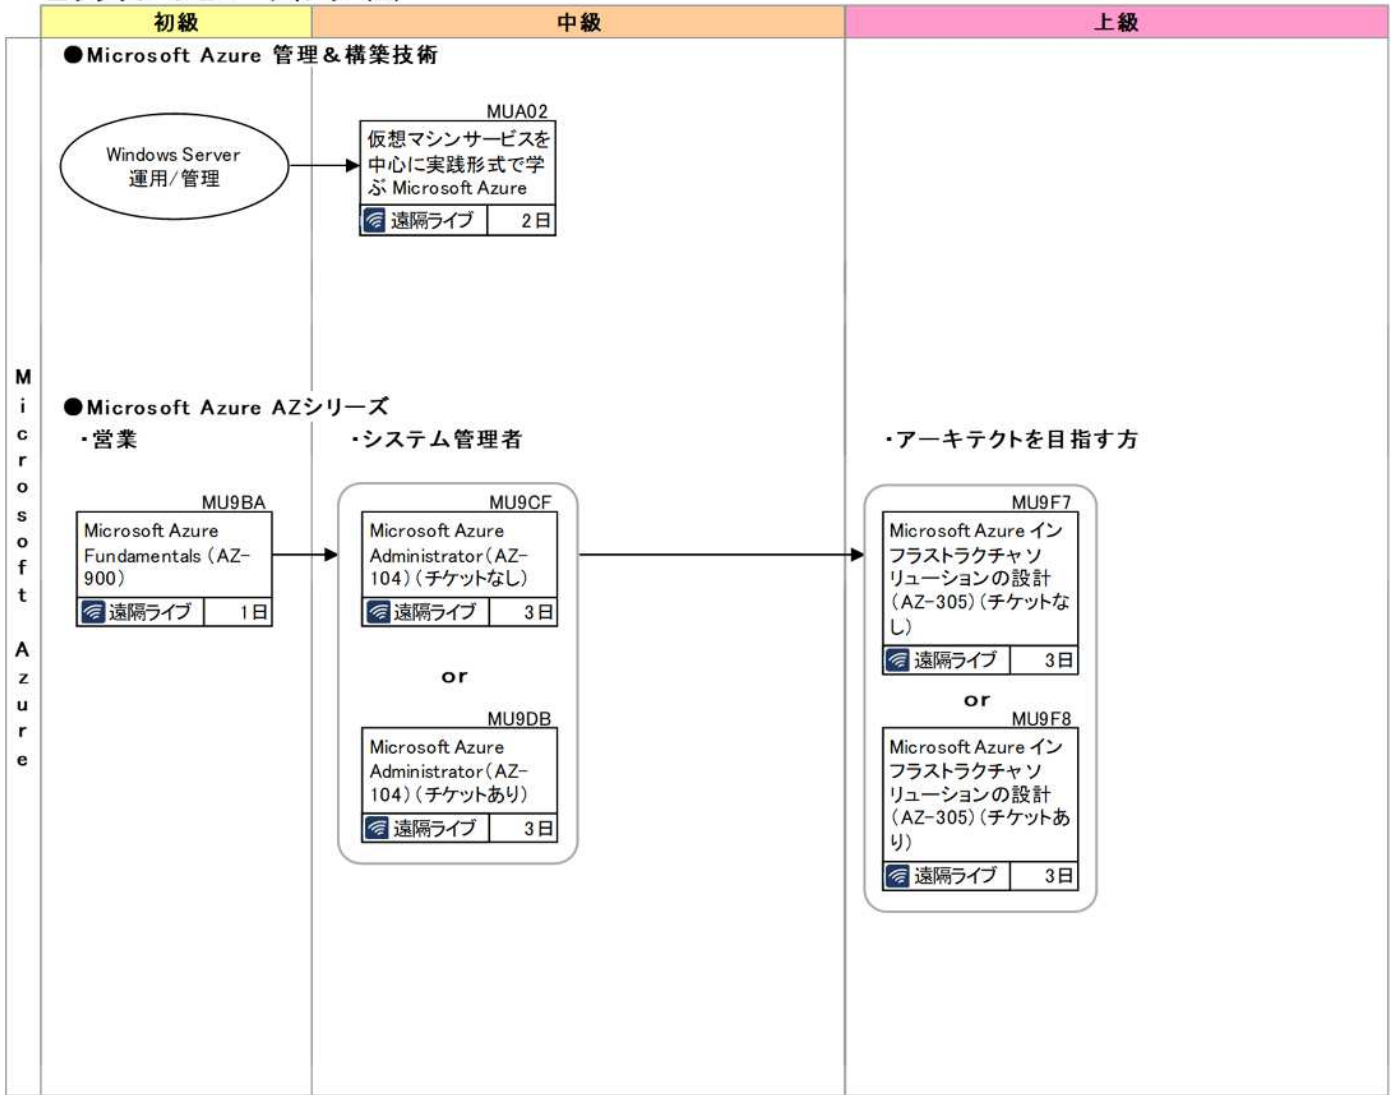 初級
中級
上級
Microsoft Azure
●Microsoft Azure 管理&構築技術
Windows Server
運用/管理
MUA02
仮想マシンサービスを
中心に実践形式で学
ぶ Microsoft Azure
遠隔ライブ 2日
●Microsoft Azure AZシリーズ
・営業
・システム管理者
・アーキテクトを目指す方
MU9BA
Microsoft Azure
Fundamentals (AZ-
900)
遠隔ライブ 1日
MU9CF
Microsoft Azure
Administrator(AZ-
104)(チケットなし)
遠隔ライブ 3日
or
MU9DB
Microsoft Azure
Administrator(AZ-
104)(チケットあり)
遠隔ライブ 3日
MU9F7
Microsoft Azure イン
フラストラクチャ ソ
リューションの設計
(AZ-305)(チケットな
し)
遠隔ライブ 3日
or
MU9F8
Microsoft Azure イン
フラストラクチャ ソ
リューションの設計
(AZ-305)(チケットあ
り)
遠隔ライブ 3日